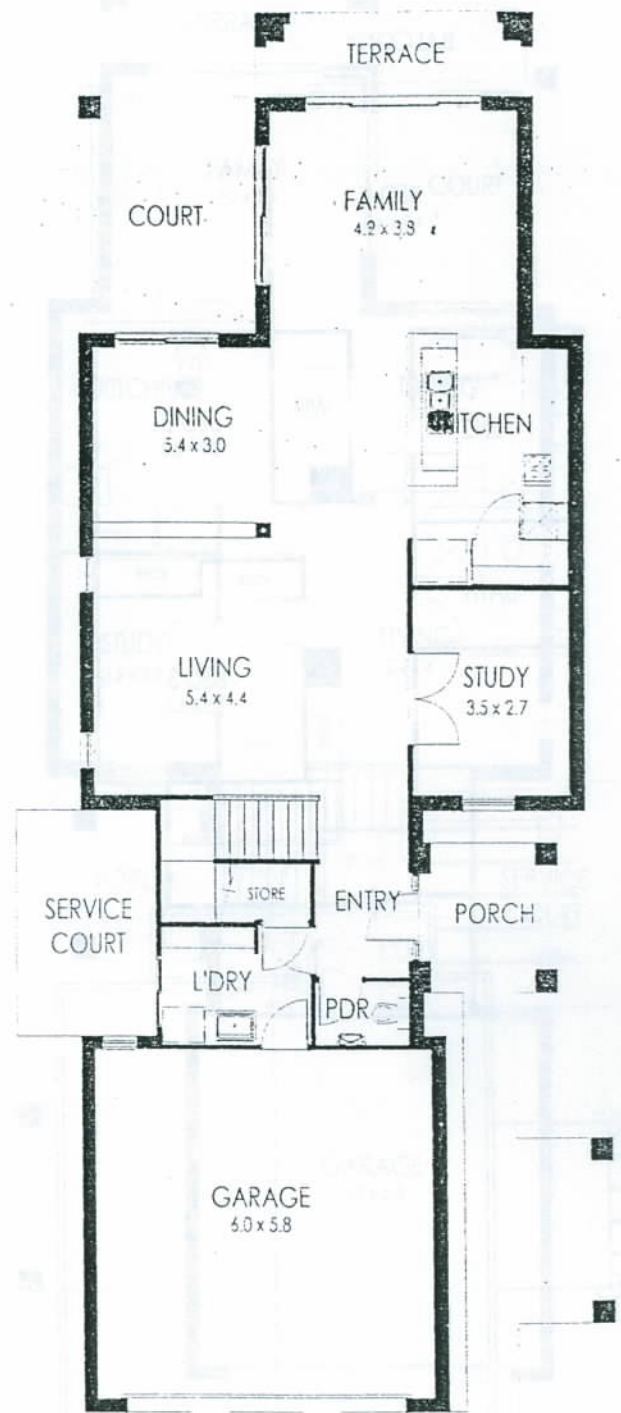 TERRACE
COURT
FAMILY
4.2 x 3.8
DINING
5.4 x 3.0
KITCHEN
LIVING
5.4 x 4.4
STUDY
3.5 x 2.7
STORE
ENTRY
PORCH
SERVICE
COURT
L'DRY
PDR
GARAGE
6.0 x 5.8